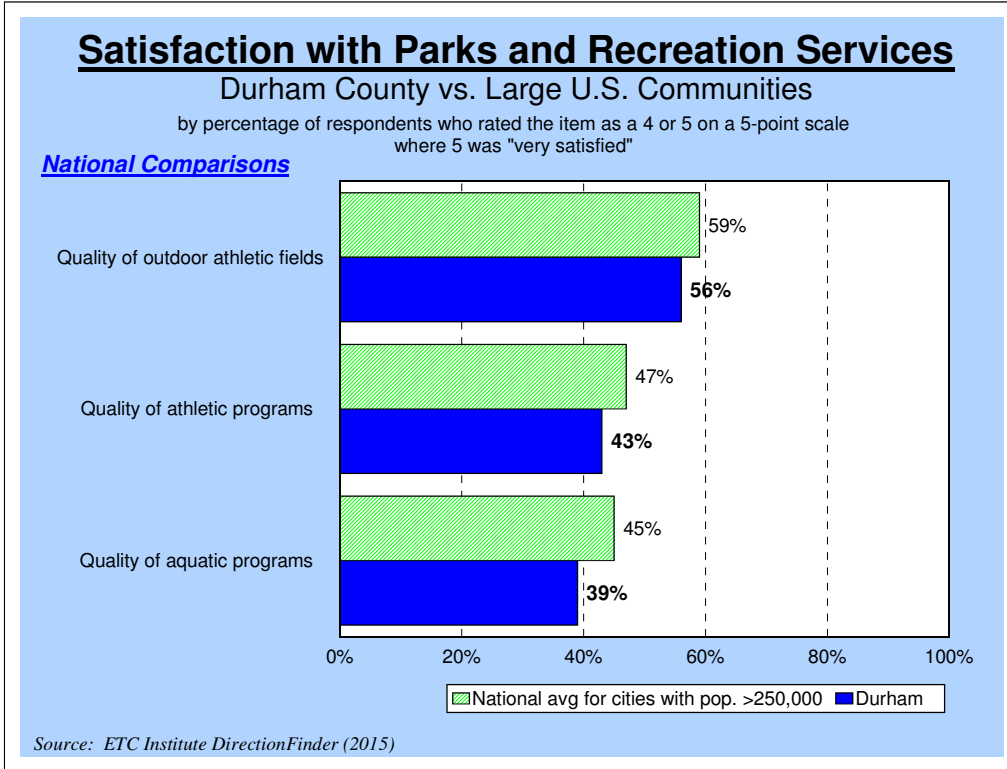 Satisfaction with Parks and Recreation Services
Durham County vs. Large U.S. Communities
by percentage of respondents who rated the item as a 4 or 5 on a 5-point scale
where 5 was "very satisfied"
National Comparisons
Quality of outdoor athletic fields
59%
56%
Quality of athletic programs
47%
43%
Quality of aquatic programs
45%
39%
0% 20% 40% 60% 80% 100%
National avg for cities with pop. >250,000 Durham
Source: ETC Institute DirectionFinder (2015)